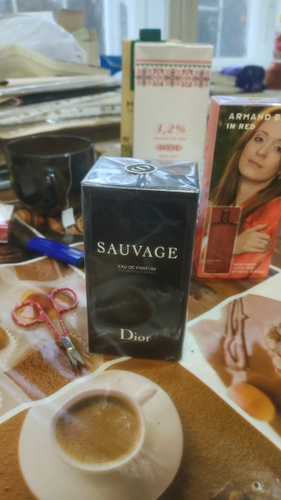 3,2%
ARMAND B
IN RED
SAUVAGE
EAU DE PARFUM
Dior